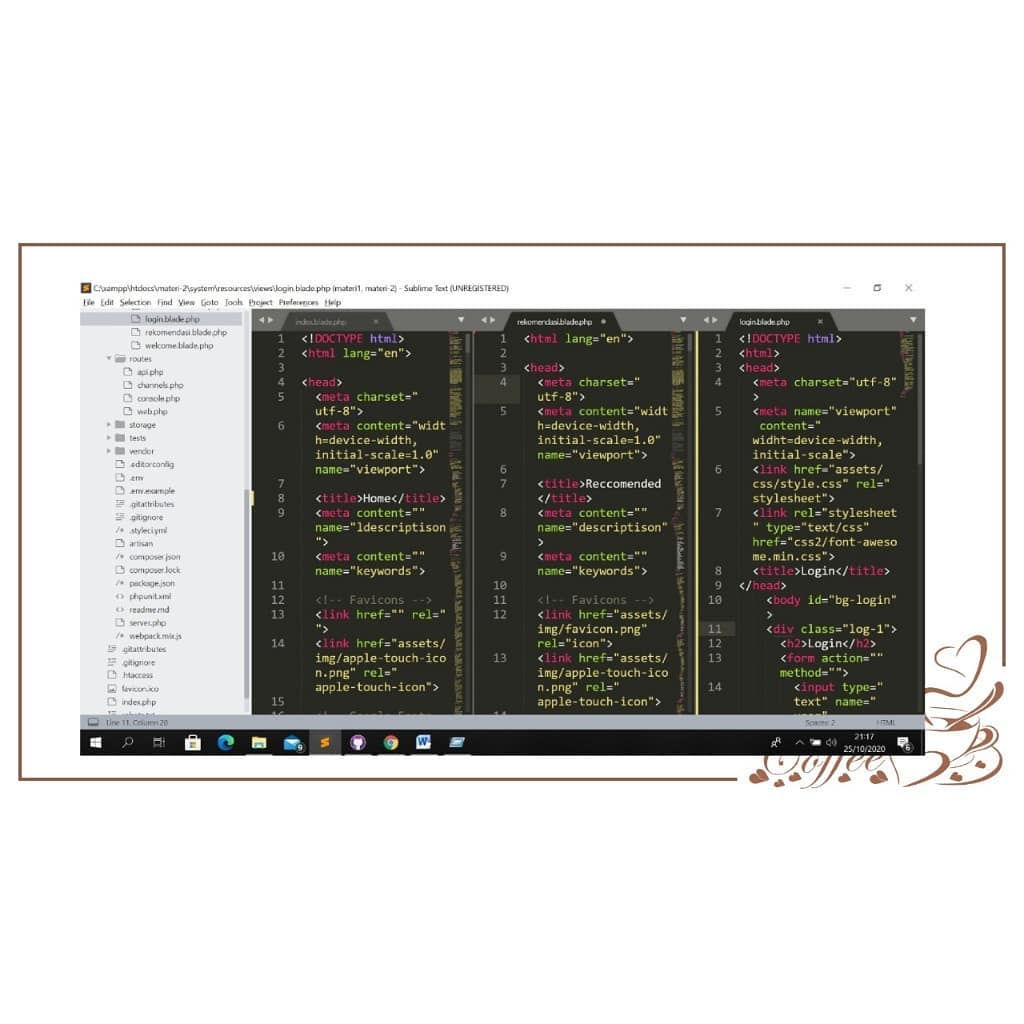 C:\xampp\htdocs\materi-2\system\resources\views\login.blade.php (materi1, materi-2) - Sublime Text (UNREGISTERED)
File Edit Selection Find View Goto Tools Project Preferences Help
login.blade.php
rekomendasi.blade.php
welcome.blade.php
routes
api.php
channels.php
console.php
web.php
storage
tests
vendor
.editorconfig
.env
.env.example
.gitattributes
.gitignore
.styleci.yml
artisan
composer.json
composer.lock
package.json
phpunit.xml
readme.md
server.php
webpack.mix.js
.gitattributes
.gitignore
.htaccess
favicon.ico
index.php
index.blade.php
1 <!DOCTYPE html>
2 <html lang="en">
3
4 <head>
5 <meta charset="
utf-8">
6 <meta content="widt
h=device-width,
initial-scale=1.0"
name="viewport">
7
8 <title>Home</title>
9 <meta content=""
name="ldescriptison
">
10 <meta content=""
name="keywords">
11
12 <!-- Favicons -->
13 <link href="" rel="
">
14 <link href="assets/
img/apple-touch-ico
n.png" rel="
apple-touch-icon">
15
rekomendasi.blade.php
1 <html lang="en">
2
3 <head>
4 <meta charset="
utf-8">
5 <meta content="widt
h=device-width,
initial-scale=1.0"
name="viewport">
6
7 <title>Reccomended
</title>
8 <meta content=""
name="descriptison"
>
9 <meta content=""
name="keywords">
10
11 <!-- Favicons -->
12 <link href="assets/
img/favicon.png"
rel="icon">
13 <link href="assets/
img/apple-touch-ico
n.png" rel="
apple-touch-icon">
login.blade.php
1 <!DOCTYPE html>
2 <html>
3 <head>
4 <meta charset="utf-8"
>
5 <meta name="viewport"
content="
widht=device-width,
initial-scale">
6 <link href="assets/
css/style.css" rel="
stylesheet">
7 <link rel="stylesheet
" type="text/css"
href="css2/font-aweso
me.min.css">
8 <title>Login</title>
9 </head>
10 <body id="bg-login"
>
11 <div class="log-1">
12 <h2>Login</h2>
13 <form action=""
method="">
14 <input type="
text" name="
Line 11, Column 20
Spaces: 2
HTML
21:17
25/10/2020
Coffee